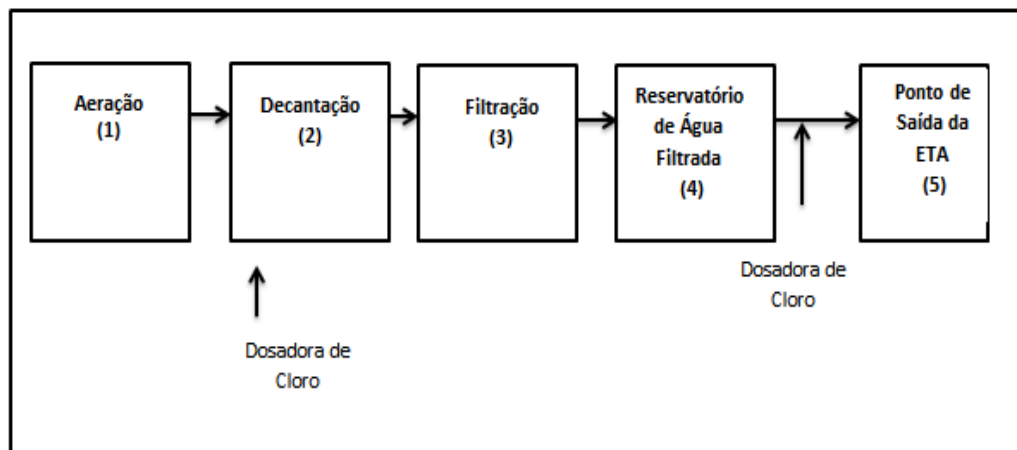 Aeração
(1)
Decantação
(2)
Filtração
(3)
Reservatório
de Água
Filtrada
(4)
Ponto de
Saída da
ETA
(5)
Dosadora de
Cloro
Dosadora de
Cloro